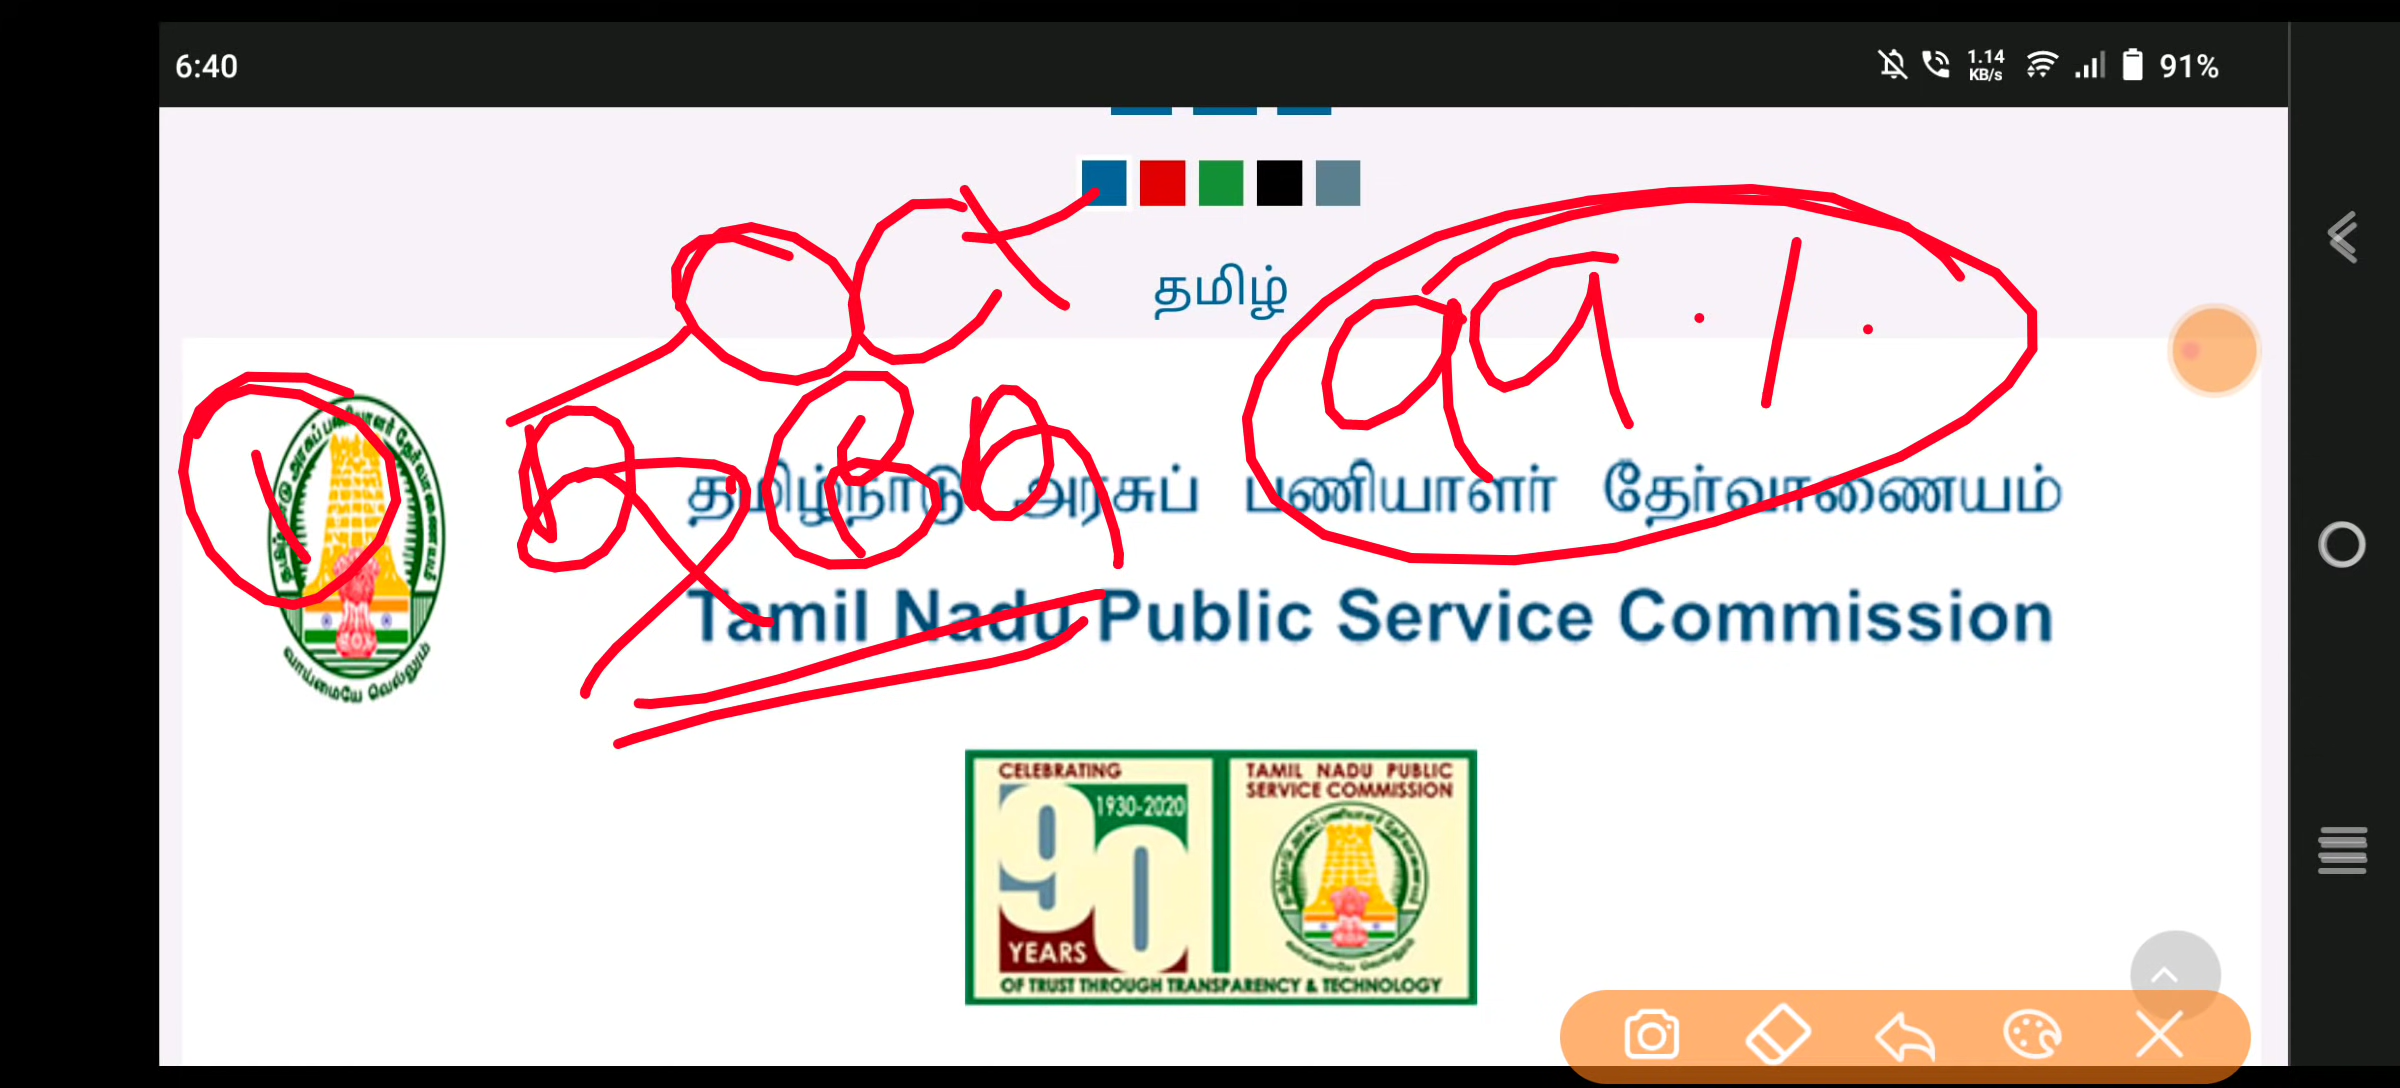 6:40
1.14
KB/s
91%
தமிழ்
தமிழ்நாடு அரசுப் பணியாளர் தேர்வாணையம்
99.1.
Tamil Nadu Public Service Commission
வாய்மையே வெல்லும்
CELEBRATING
90
1930-2020
YEARS
TAMIL NADU PUBLIC
SERVICE COMMISSION
OF TRUST THROUGH TRANSPARENCY & TECHNOLOGY